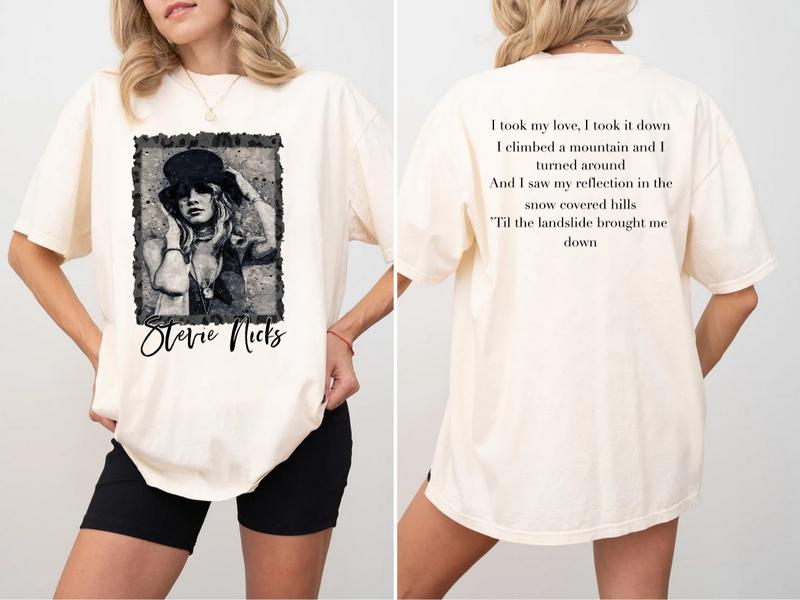 Stevie Nicks
I took my love, I took it down
I climbed a mountain and I
turned around
And I saw my reflection in the
snow covered hills
’Til the landslide brought me
down